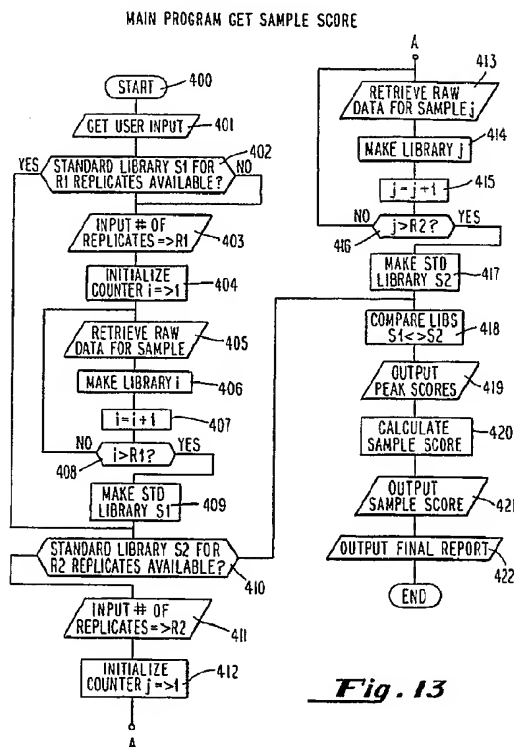 MAIN PROGRAM GET SAMPLE SCORE
START
400
GET USER INPUT
401
YES
STANDARD LIBRARY S1 FOR
R1 REPLICATES AVAILABLE?
402
NO
INPUT # OF
REPLICATES =>R1
403
INITIALIZE
COUNTER i =>1
404
RETRIEVE RAW
DATA FOR SAMPLE
405
MAKE LIBRARY i
406
i=i+1
407
NO
i>R1?
YES
408
MAKE STD
LIBRARY S1
409
STANDARD LIBRARY S2 FOR
R2 REPLICATES AVAILABLE?
410
INPUT # OF
REPLICATES=>R2
411
INITIALIZE
COUNTER j =>1
412
A
A
413
RETRIEVE RAW
DATA FOR SAMPLE j
MAKE LIBRARY j
414
j=j+1
415
NO
j>R2?
YES
416
MAKE STD
LIBRARY S2
417
COMPARE LIBS
S1<>S2
418
OUTPUT
PEAK SCORES
419
CALCULATE
SAMPLE SCORE
420
OUTPUT
SAMPLE SCORE
421
OUTPUT FINAL REPORT
422
END
Fig. 13